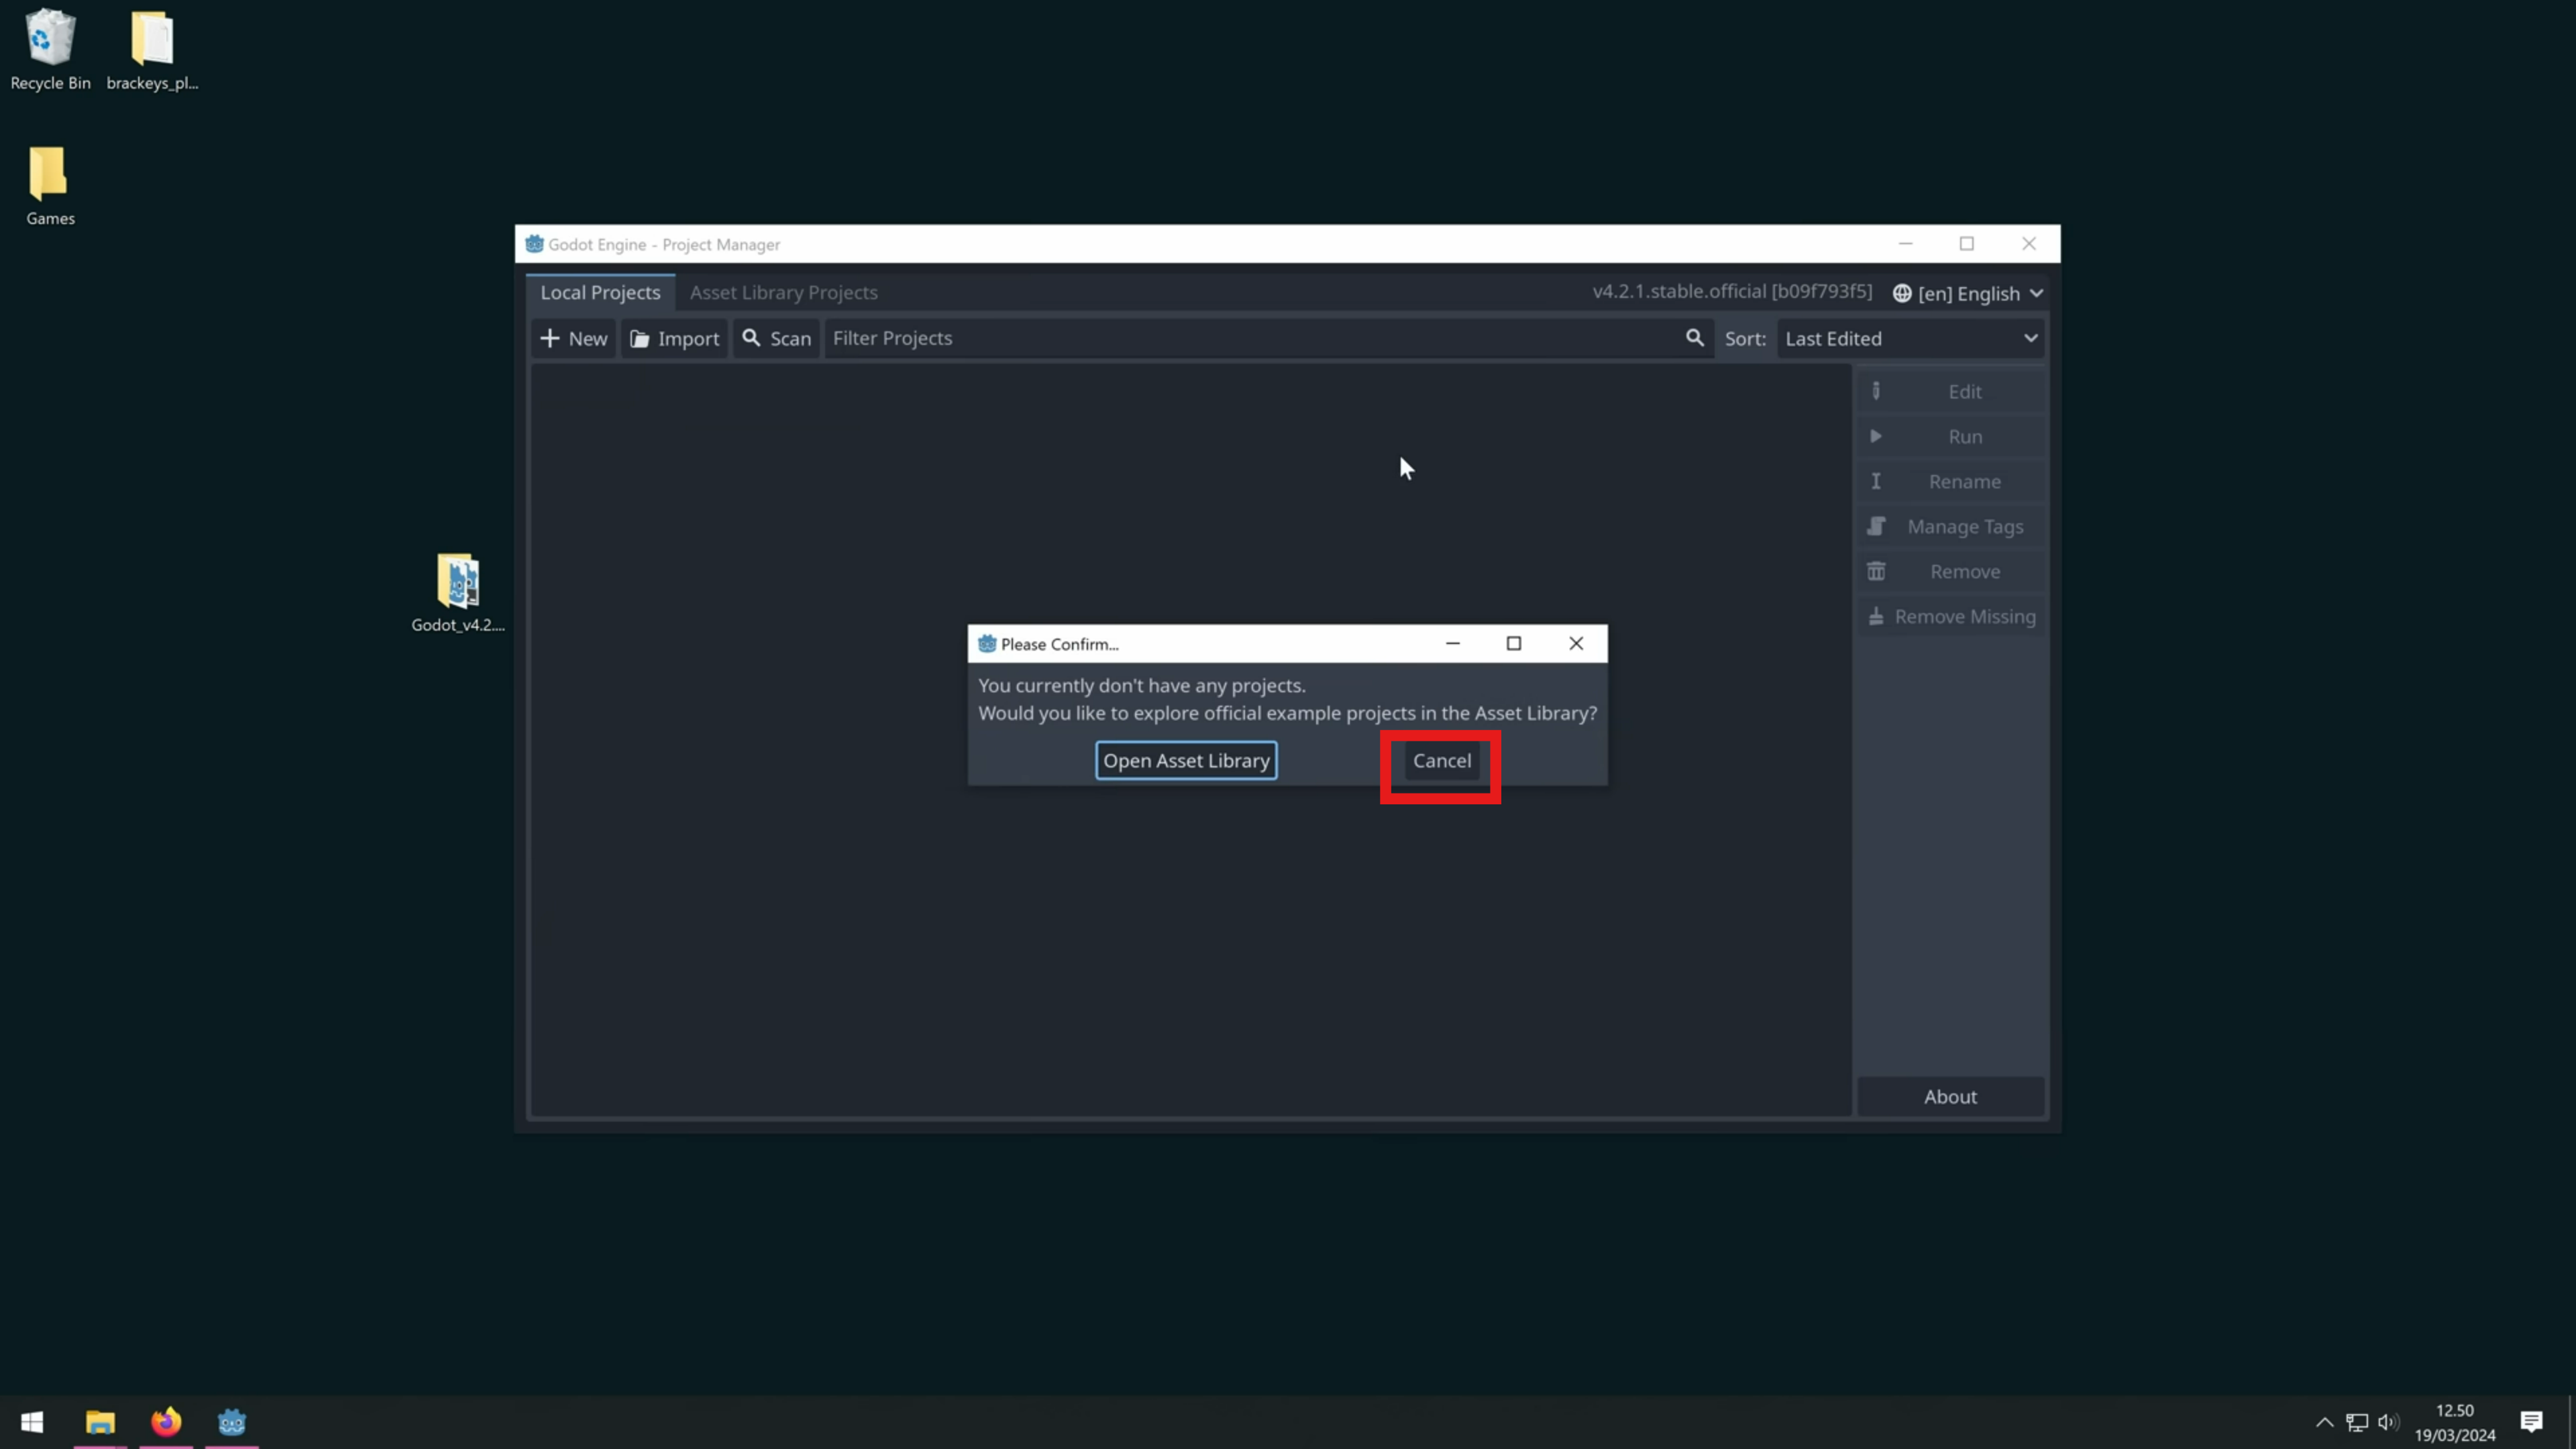 Recycle Bin
brackeys_pl...
Games
Godot_v4.2....
Godot Engine - Project Manager
Local Projects
Asset Library Projects
v4.2.1.stable.official [b09f793f5]
[en] English
New
Import
Scan
Filter Projects
Sort:
Last Edited
Edit
Run
Rename
Manage Tags
Remove
Remove Missing
Please Confirm...
You currently don't have any projects.
Would you like to explore official example projects in the Asset Library?
Open Asset Library
Cancel
About
12.50
19/03/2024